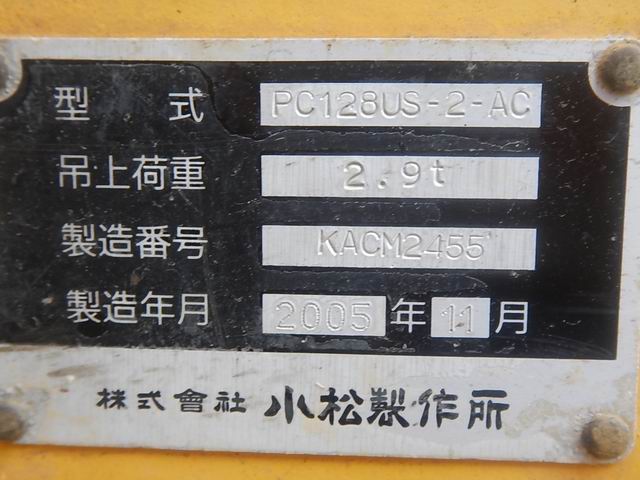 型式 PC128US-2-AC
吊上荷重 2.9t
製造番号 KACM2455
製造年月 2005年11月
株式會社 小松製作所